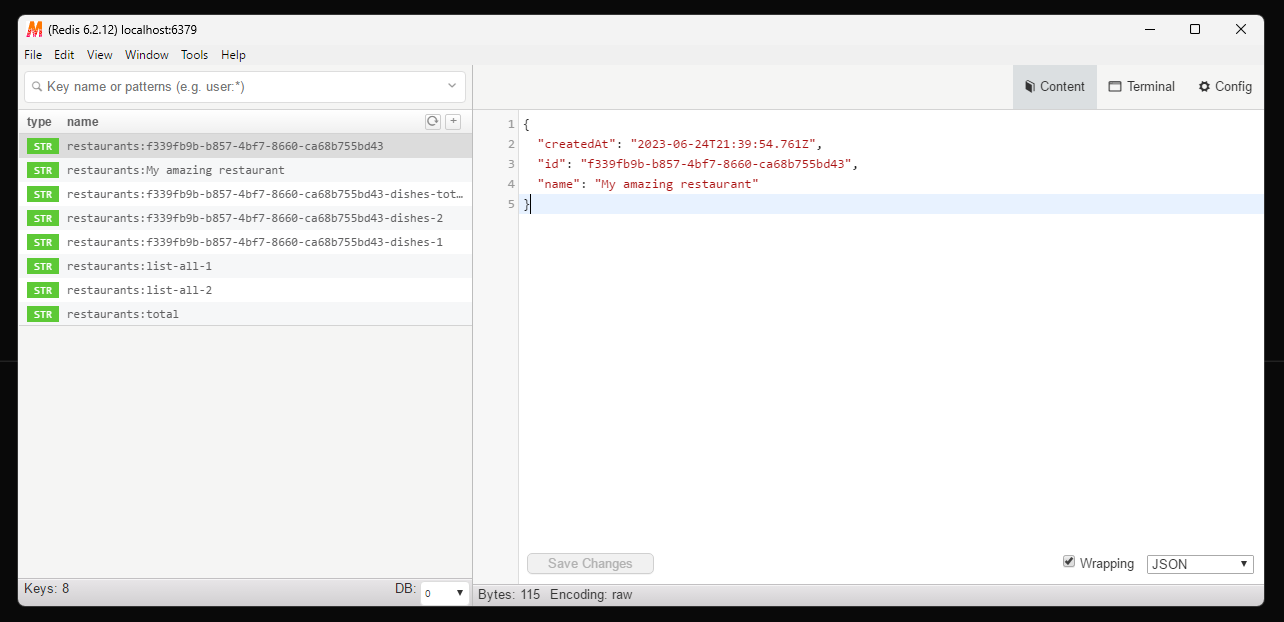 (Redis 6.2.12) localhost:6379
File Edit View Window Tools Help
Key name or patterns (e.g. user:*)
Content Terminal Config
type name
STR restaurants:f339fb9b-b857-4bf7-8660-ca68b755bd43
STR restaurants:My amazing restaurant
STR restaurants:f339fb9b-b857-4bf7-8660-ca68b755bd43-dishes-tot…
STR restaurants:f339fb9b-b857-4bf7-8660-ca68b755bd43-dishes-2
STR restaurants:f339fb9b-b857-4bf7-8660-ca68b755bd43-dishes-1
STR restaurants:list-all-1
STR restaurants:list-all-2
STR restaurants:total
1 {
2 "createdAt": "2023-06-24T21:39:54.761Z",
3 "id": "f339fb9b-b857-4bf7-8660-ca68b755bd43",
4 "name": "My amazing restaurant"
5 }
Save Changes Wrapping JSON
Keys: 8 DB: 0 Bytes: 115 Encoding: raw